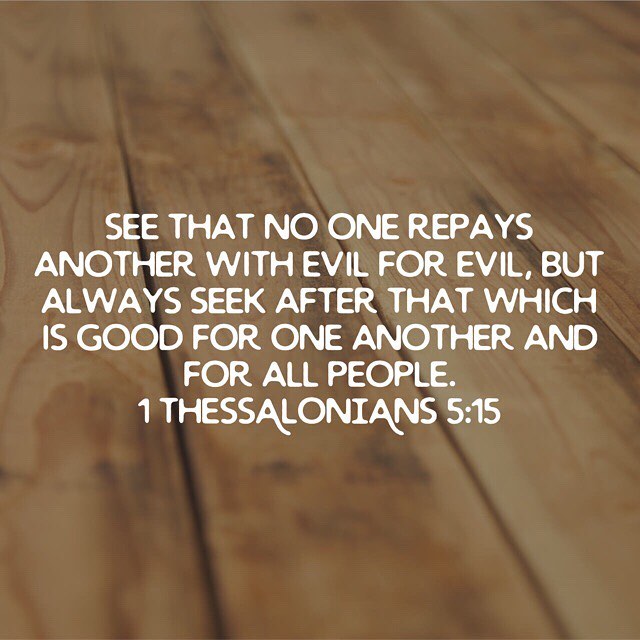 SEE THAT NO ONE REPAYS
ANOTHER WITH EVIL FOR EVIL, BUT
ALWAYS SEEK AFTER THAT WHICH
IS GOOD FOR ONE ANOTHER AND
FOR ALL PEOPLE.
1 THESSALONIANS 5:15